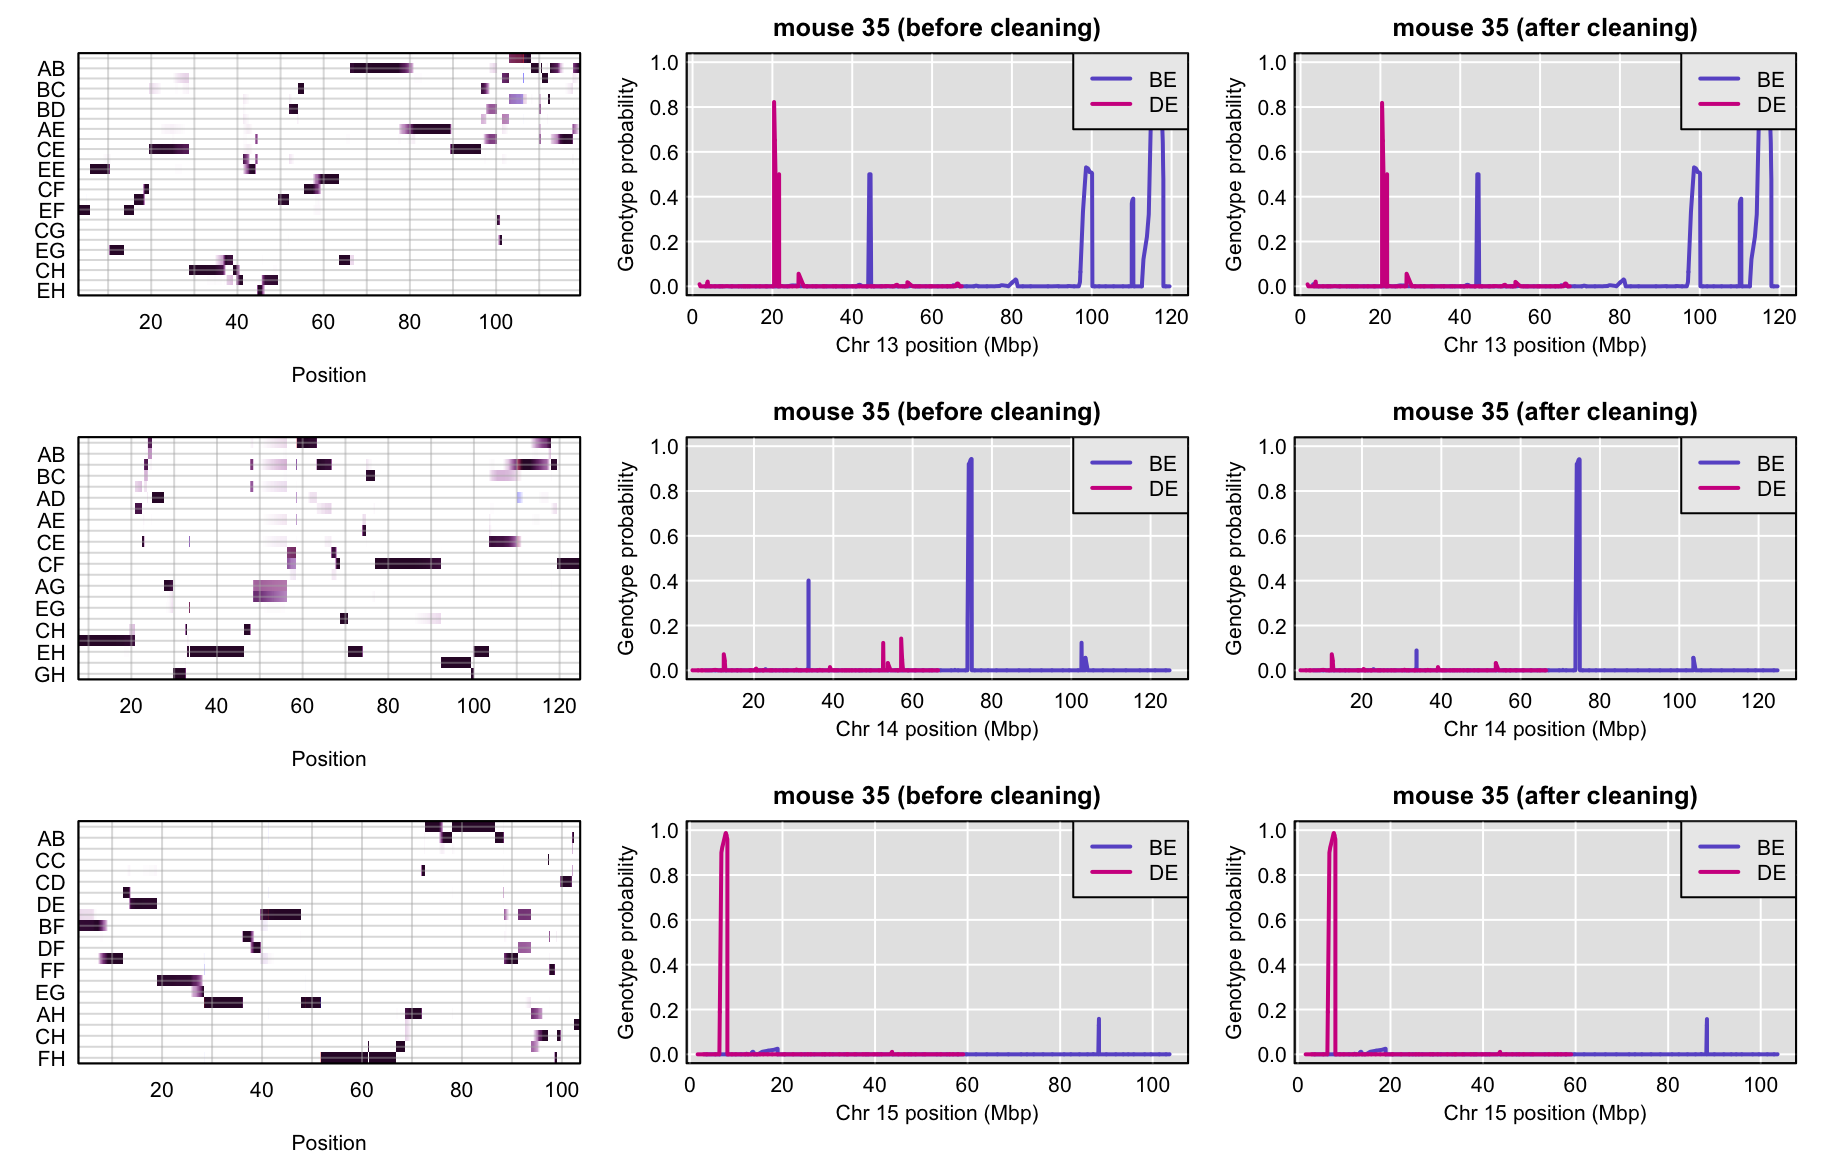 mouse 35 (before cleaning)
mouse 35 (after cleaning)
AB
BC
BD
AE
CE
EE
CF
EF
CG
EG
CH
EH
20 40 60 80 100
Position
Genotype probability
1.0
0.8
0.6
0.4
0.2
0.0
BE
DE
0 20 40 60 80 100 120
Chr 13 position (Mbp)
Genotype probability
1.0
0.8
0.6
0.4
0.2
0.0
BE
DE
0 20 40 60 80 100 120
Chr 13 position (Mbp)
mouse 35 (before cleaning)
mouse 35 (after cleaning)
AB
BC
AD
AE
CE
CF
AG
EG
CH
EH
GH
20 40 60 80 100 120
Position
Genotype probability
1.0
0.8
0.6
0.4
0.2
0.0
BE
DE
20 40 60 80 100 120
Chr 14 position (Mbp)
Genotype probability
1.0
0.8
0.6
0.4
0.2
0.0
BE
DE
20 40 60 80 100 120
Chr 14 position (Mbp)
mouse 35 (before cleaning)
mouse 35 (after cleaning)
AB
CC
CD
DE
BF
DF
FF
EG
AH
CH
FH
20 40 60 80 100
Position
Genotype probability
1.0
0.8
0.6
0.4
0.2
0.0
BE
DE
0 20 40 60 80 100
Chr 15 position (Mbp)
Genotype probability
1.0
0.8
0.6
0.4
0.2
0.0
BE
DE
0 20 40 60 80 100
Chr 15 position (Mbp)